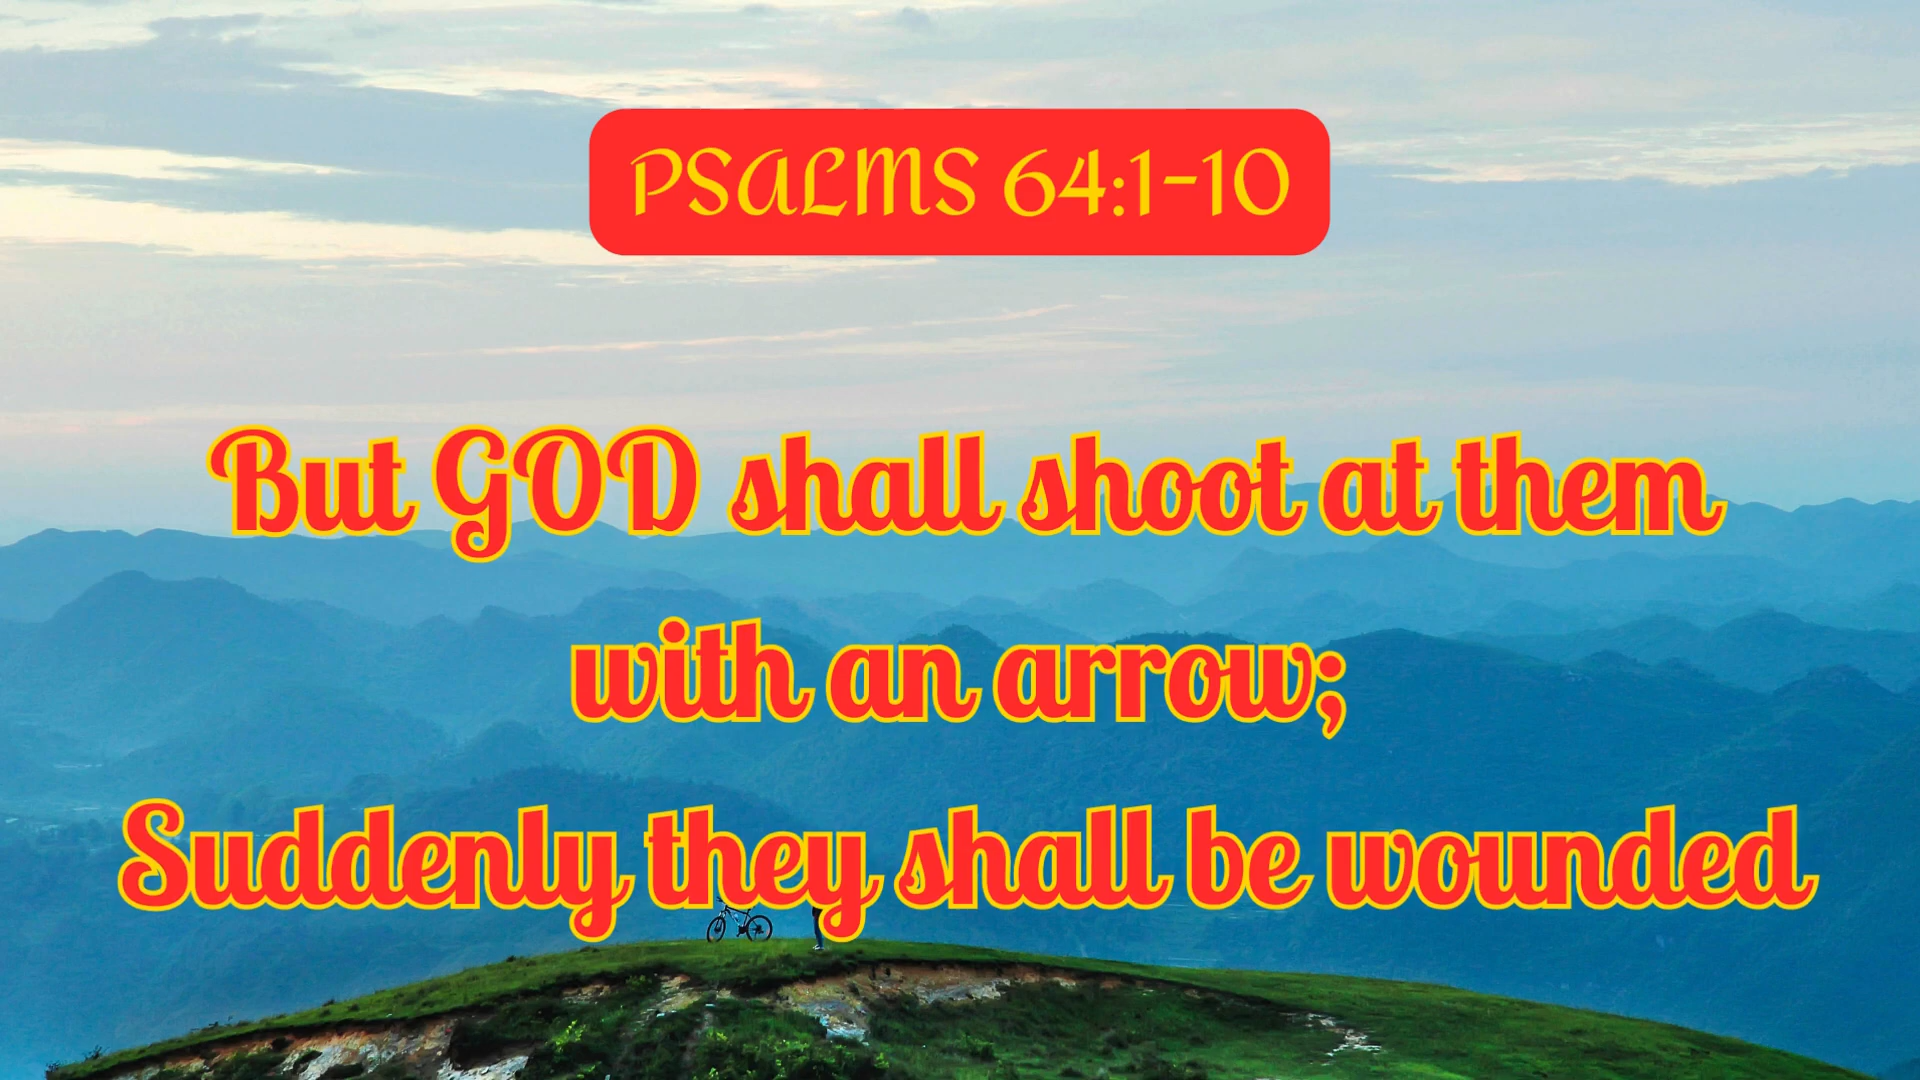 PSALMS 64:1-10
But GOD shall shoot at them
with an arrow;
Suddenly they shall be wounded